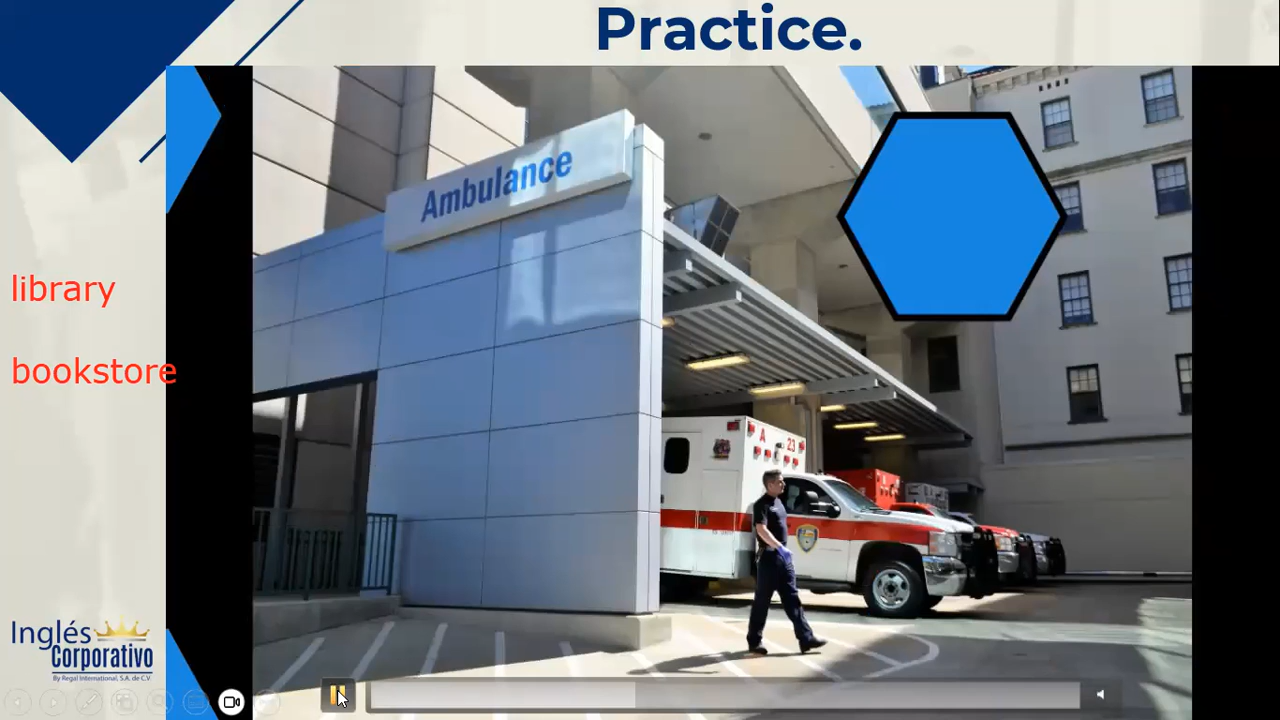 Practice.
Ambulance
library
bookstore
A 23
Inglés
Corporativo
By Regal International, S.A. de C.V